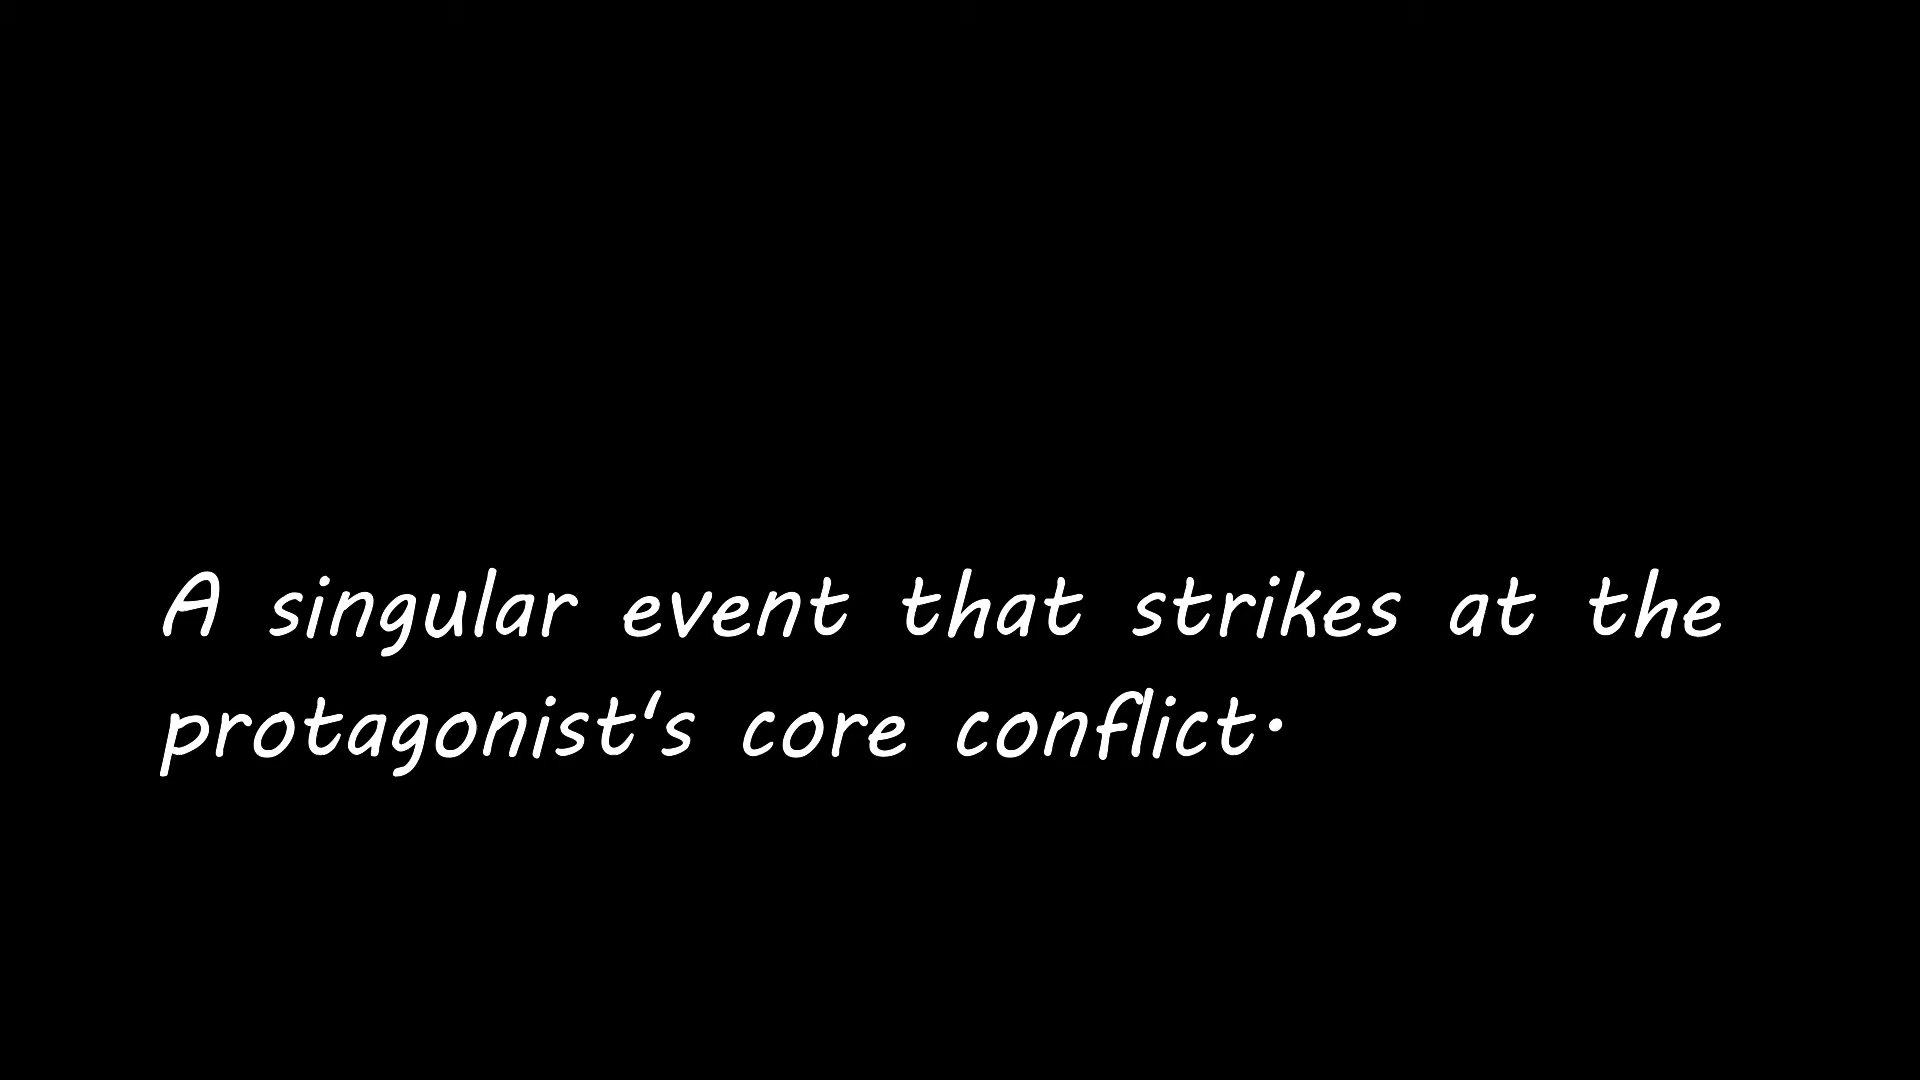 A singular event that strikes at the
protagonist's core conflict.